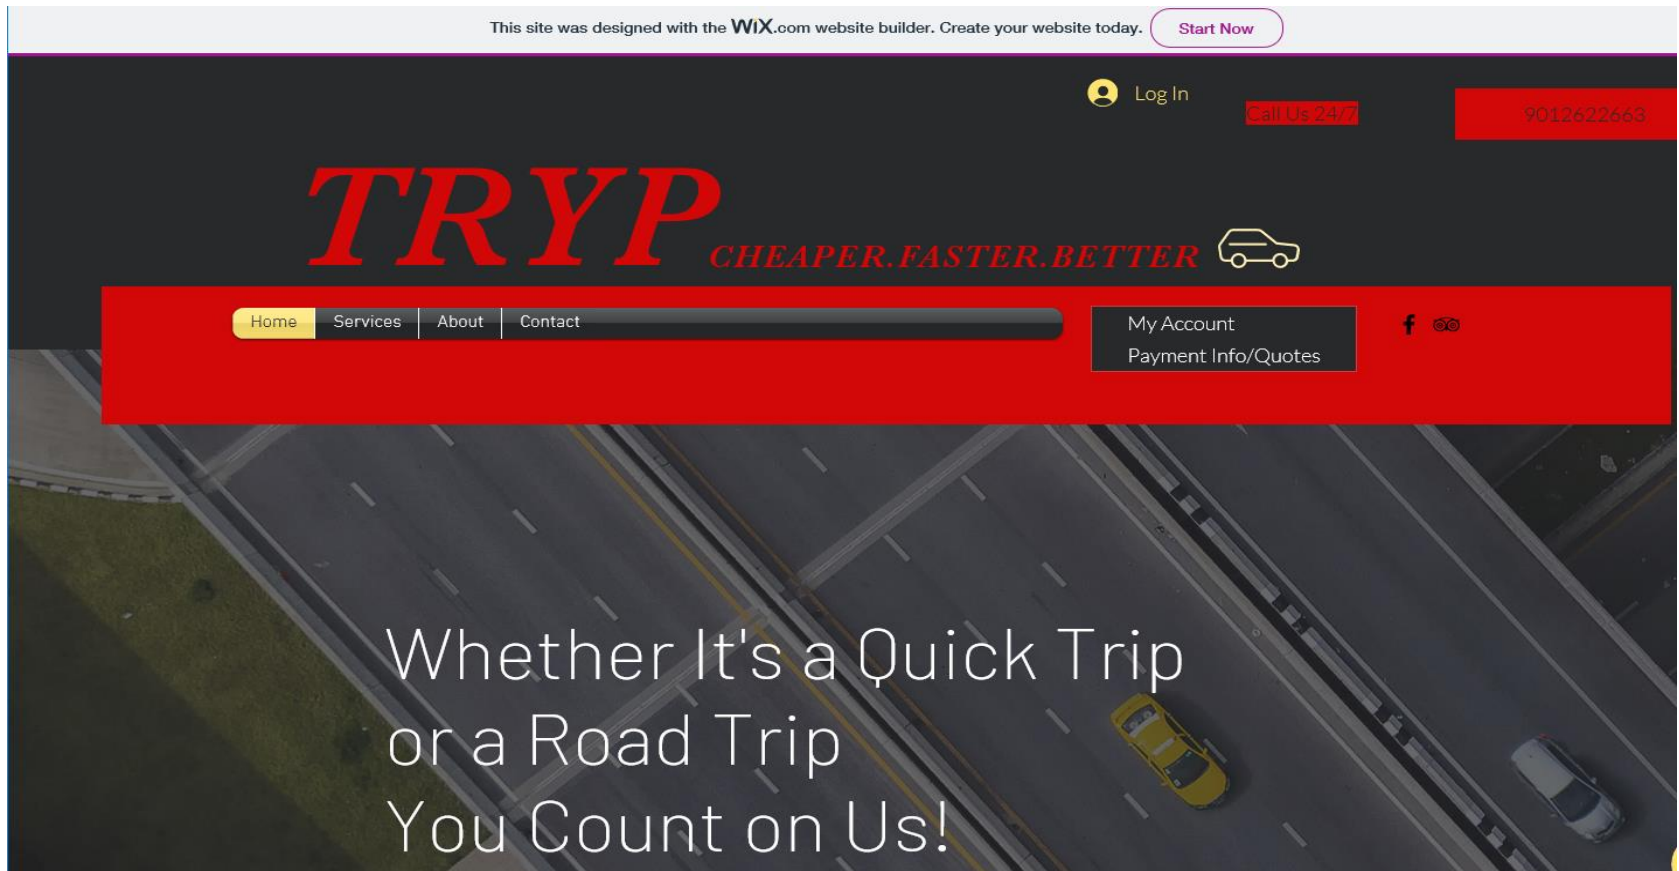 This site was designed with the WiX.com website builder. Create your website today. Start Now
Log In
Call Us 24/7
9012622663
TRYP
CHEAPER.FASTER.BETTER
Home Services About Contact
My Account
Payment Info/Quotes
Whether It's a Quick Trip
or a Road Trip
You Count on Us!